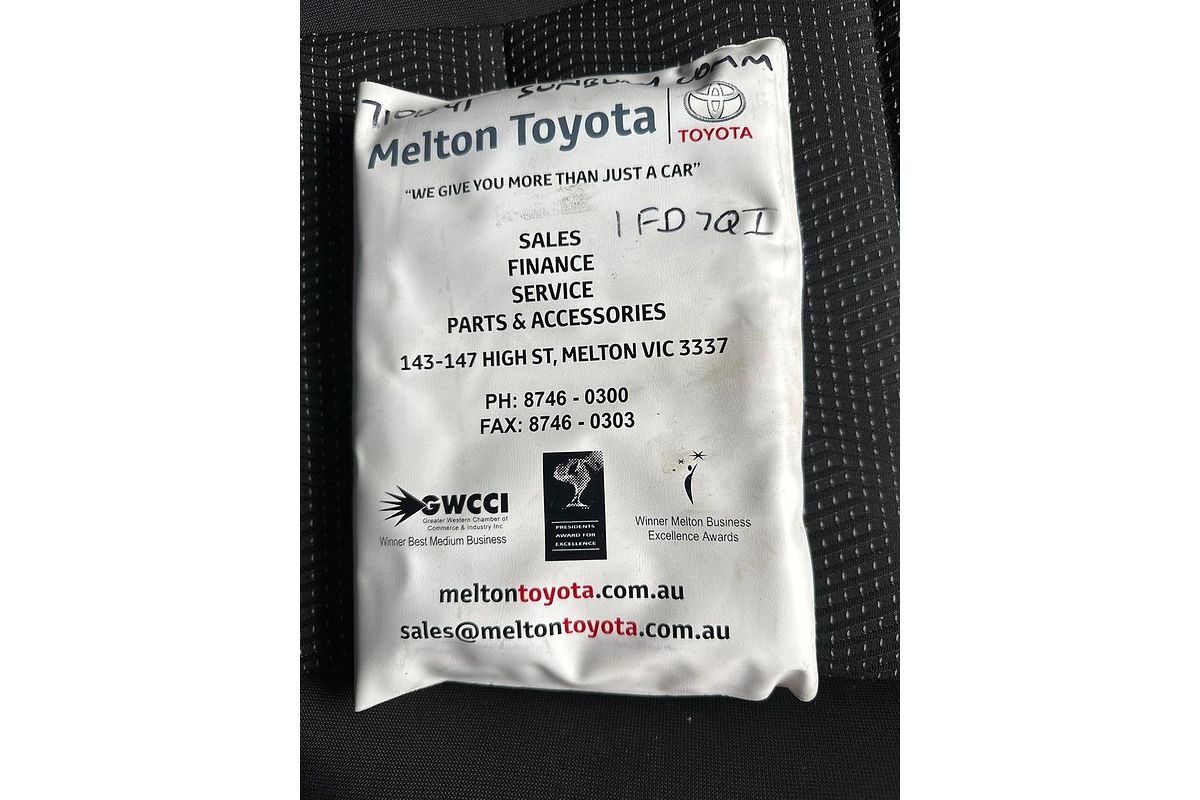 SUNBURY COMM
Melton Toyota
TOYOTA
“WE GIVE YOU MORE THAN JUST A CAR”
1FD7QI
SALES
FINANCE
SERVICE
PARTS & ACCESSORIES
143-147 HIGH ST, MELTON VIC 3337
PH: 8746 - 0300
FAX: 8746 - 0303
GWCCI
Greater Western Chamber of
Commerce & Industry Inc
Winner Best Medium Business
PRESIDENTS
AWARD FOR
EXCELLENCE
Winner Melton Business
Excellence Awards
meltontoyota.com.au
sales@meltontoyota.com.au